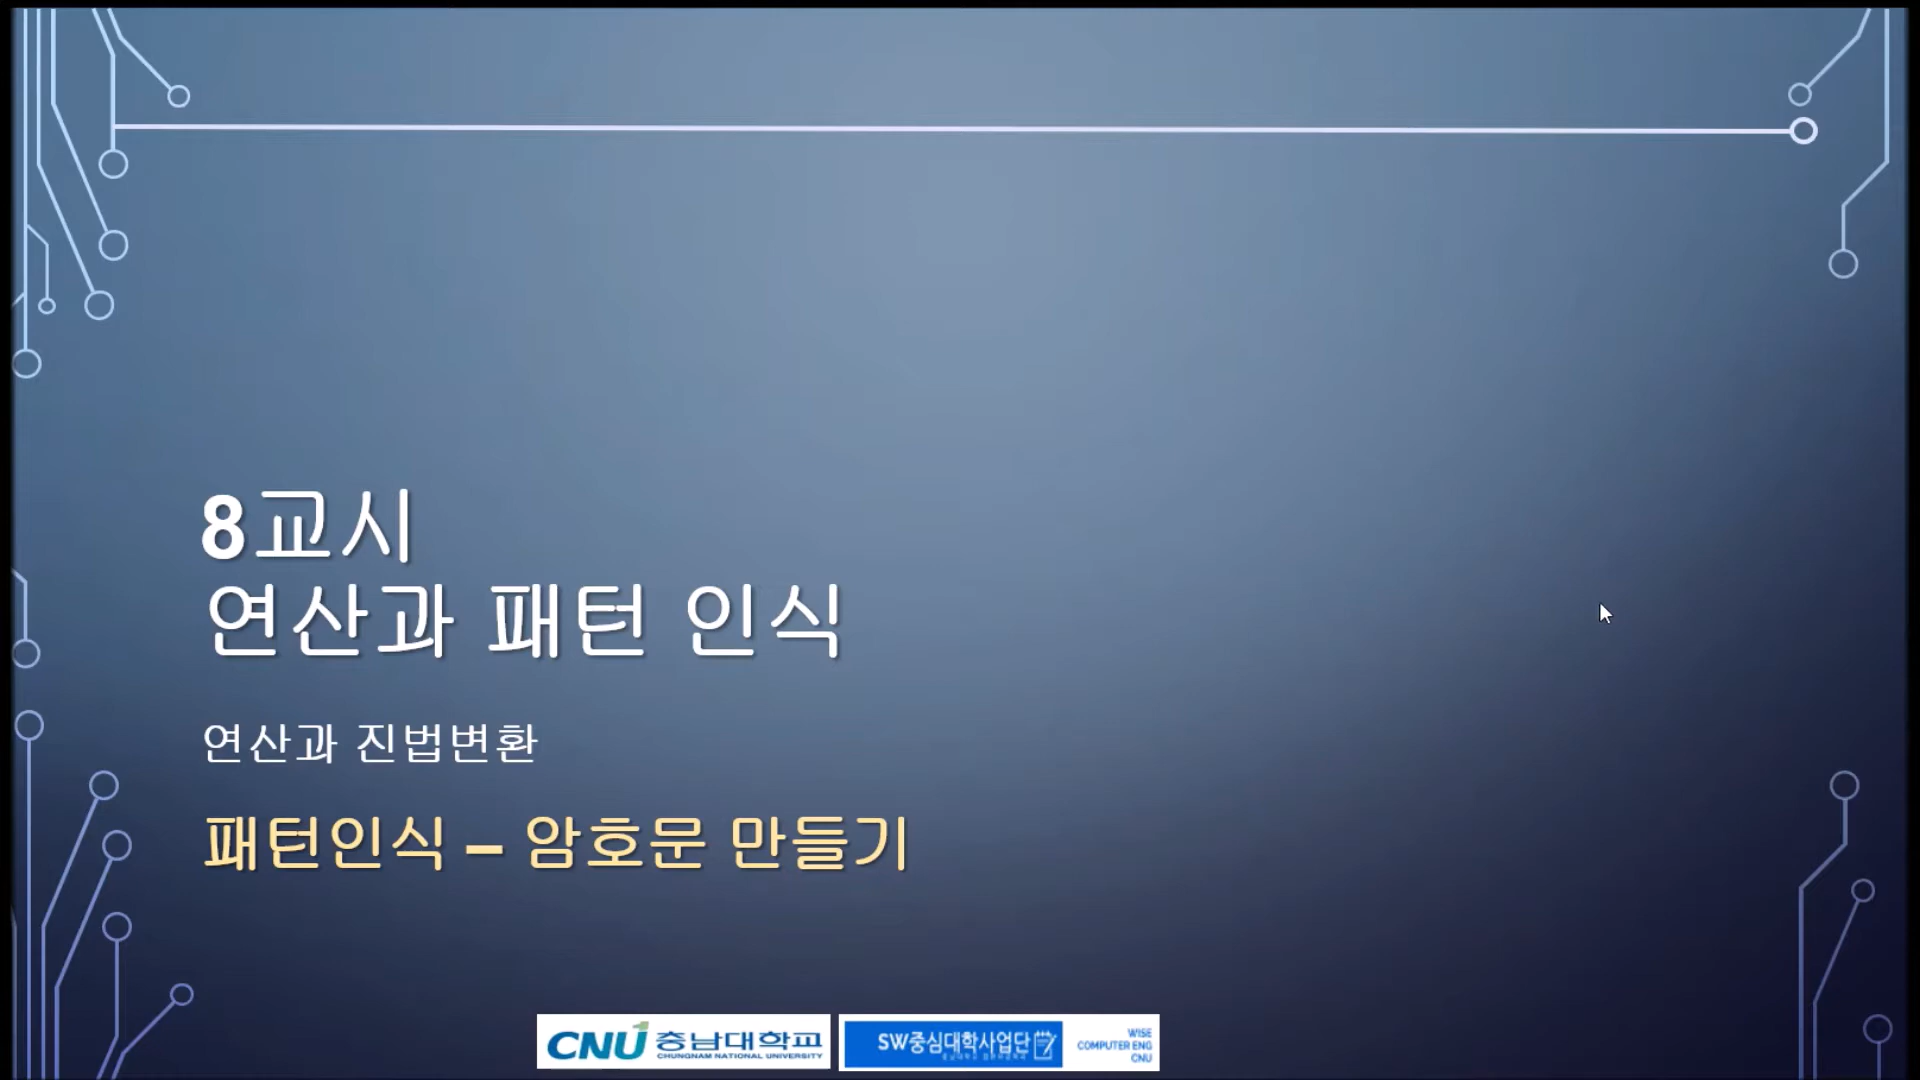 8교시
연산과 패턴 인식
연산과 진법변환
패턴인식 – 암호문 만들기
CNU 충남대학교
CHUNGNAM NATIONAL UNIVERSITY
SW중심대학사업단
WISE
COMPUTER ENG
CNU